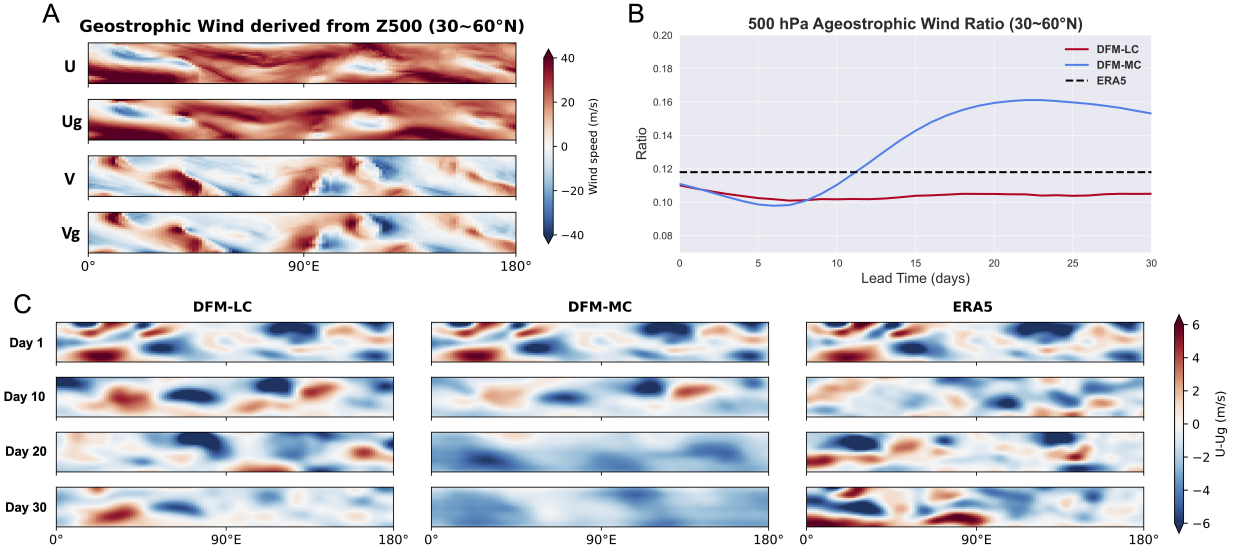 A
Geostrophic Wind derived from Z500 (30~60°N)
U
Ug
V
Vg
0°
90°E
180°
40
20
0
−20
−40
Wind speed (m/s)
B
500 hPa Ageostrophic Wind Ratio (30~60°N)
0.20
0.18
0.16
0.14
0.12
0.10
0.08
Ratio
DFM-LC
DFM-MC
ERA5
0
5
10
15
20
25
30
Lead Time (days)
C
DFM-LC
DFM-MC
ERA5
Day 1
Day 10
Day 20
Day 30
0°
90°E
180°
0°
90°E
180°
0°
90°E
180°
6
4
2
0
−2
−4
−6
U-Ug (m/s)